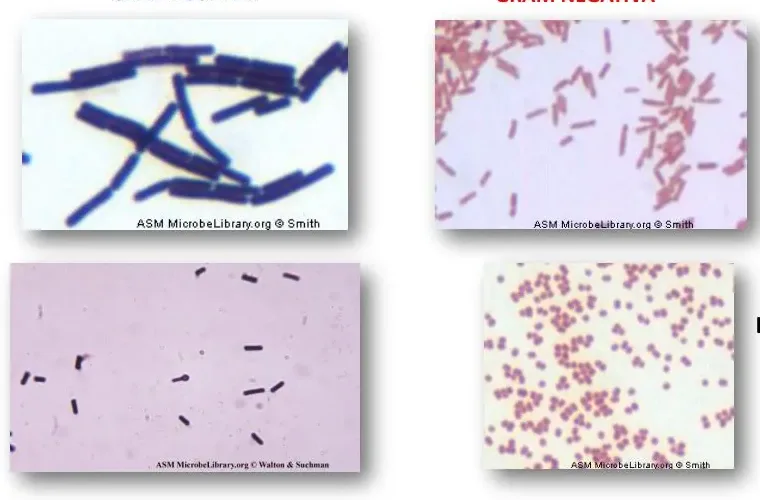 GRAM NEGATIVA
ASM MicrobeLibrary.org © Smith
ASM MicrobeLibrary.org © Smith
ASM MicrobeLibrary.org © Walton & Suchman
ASM MicrobeLibrary.org © Smith